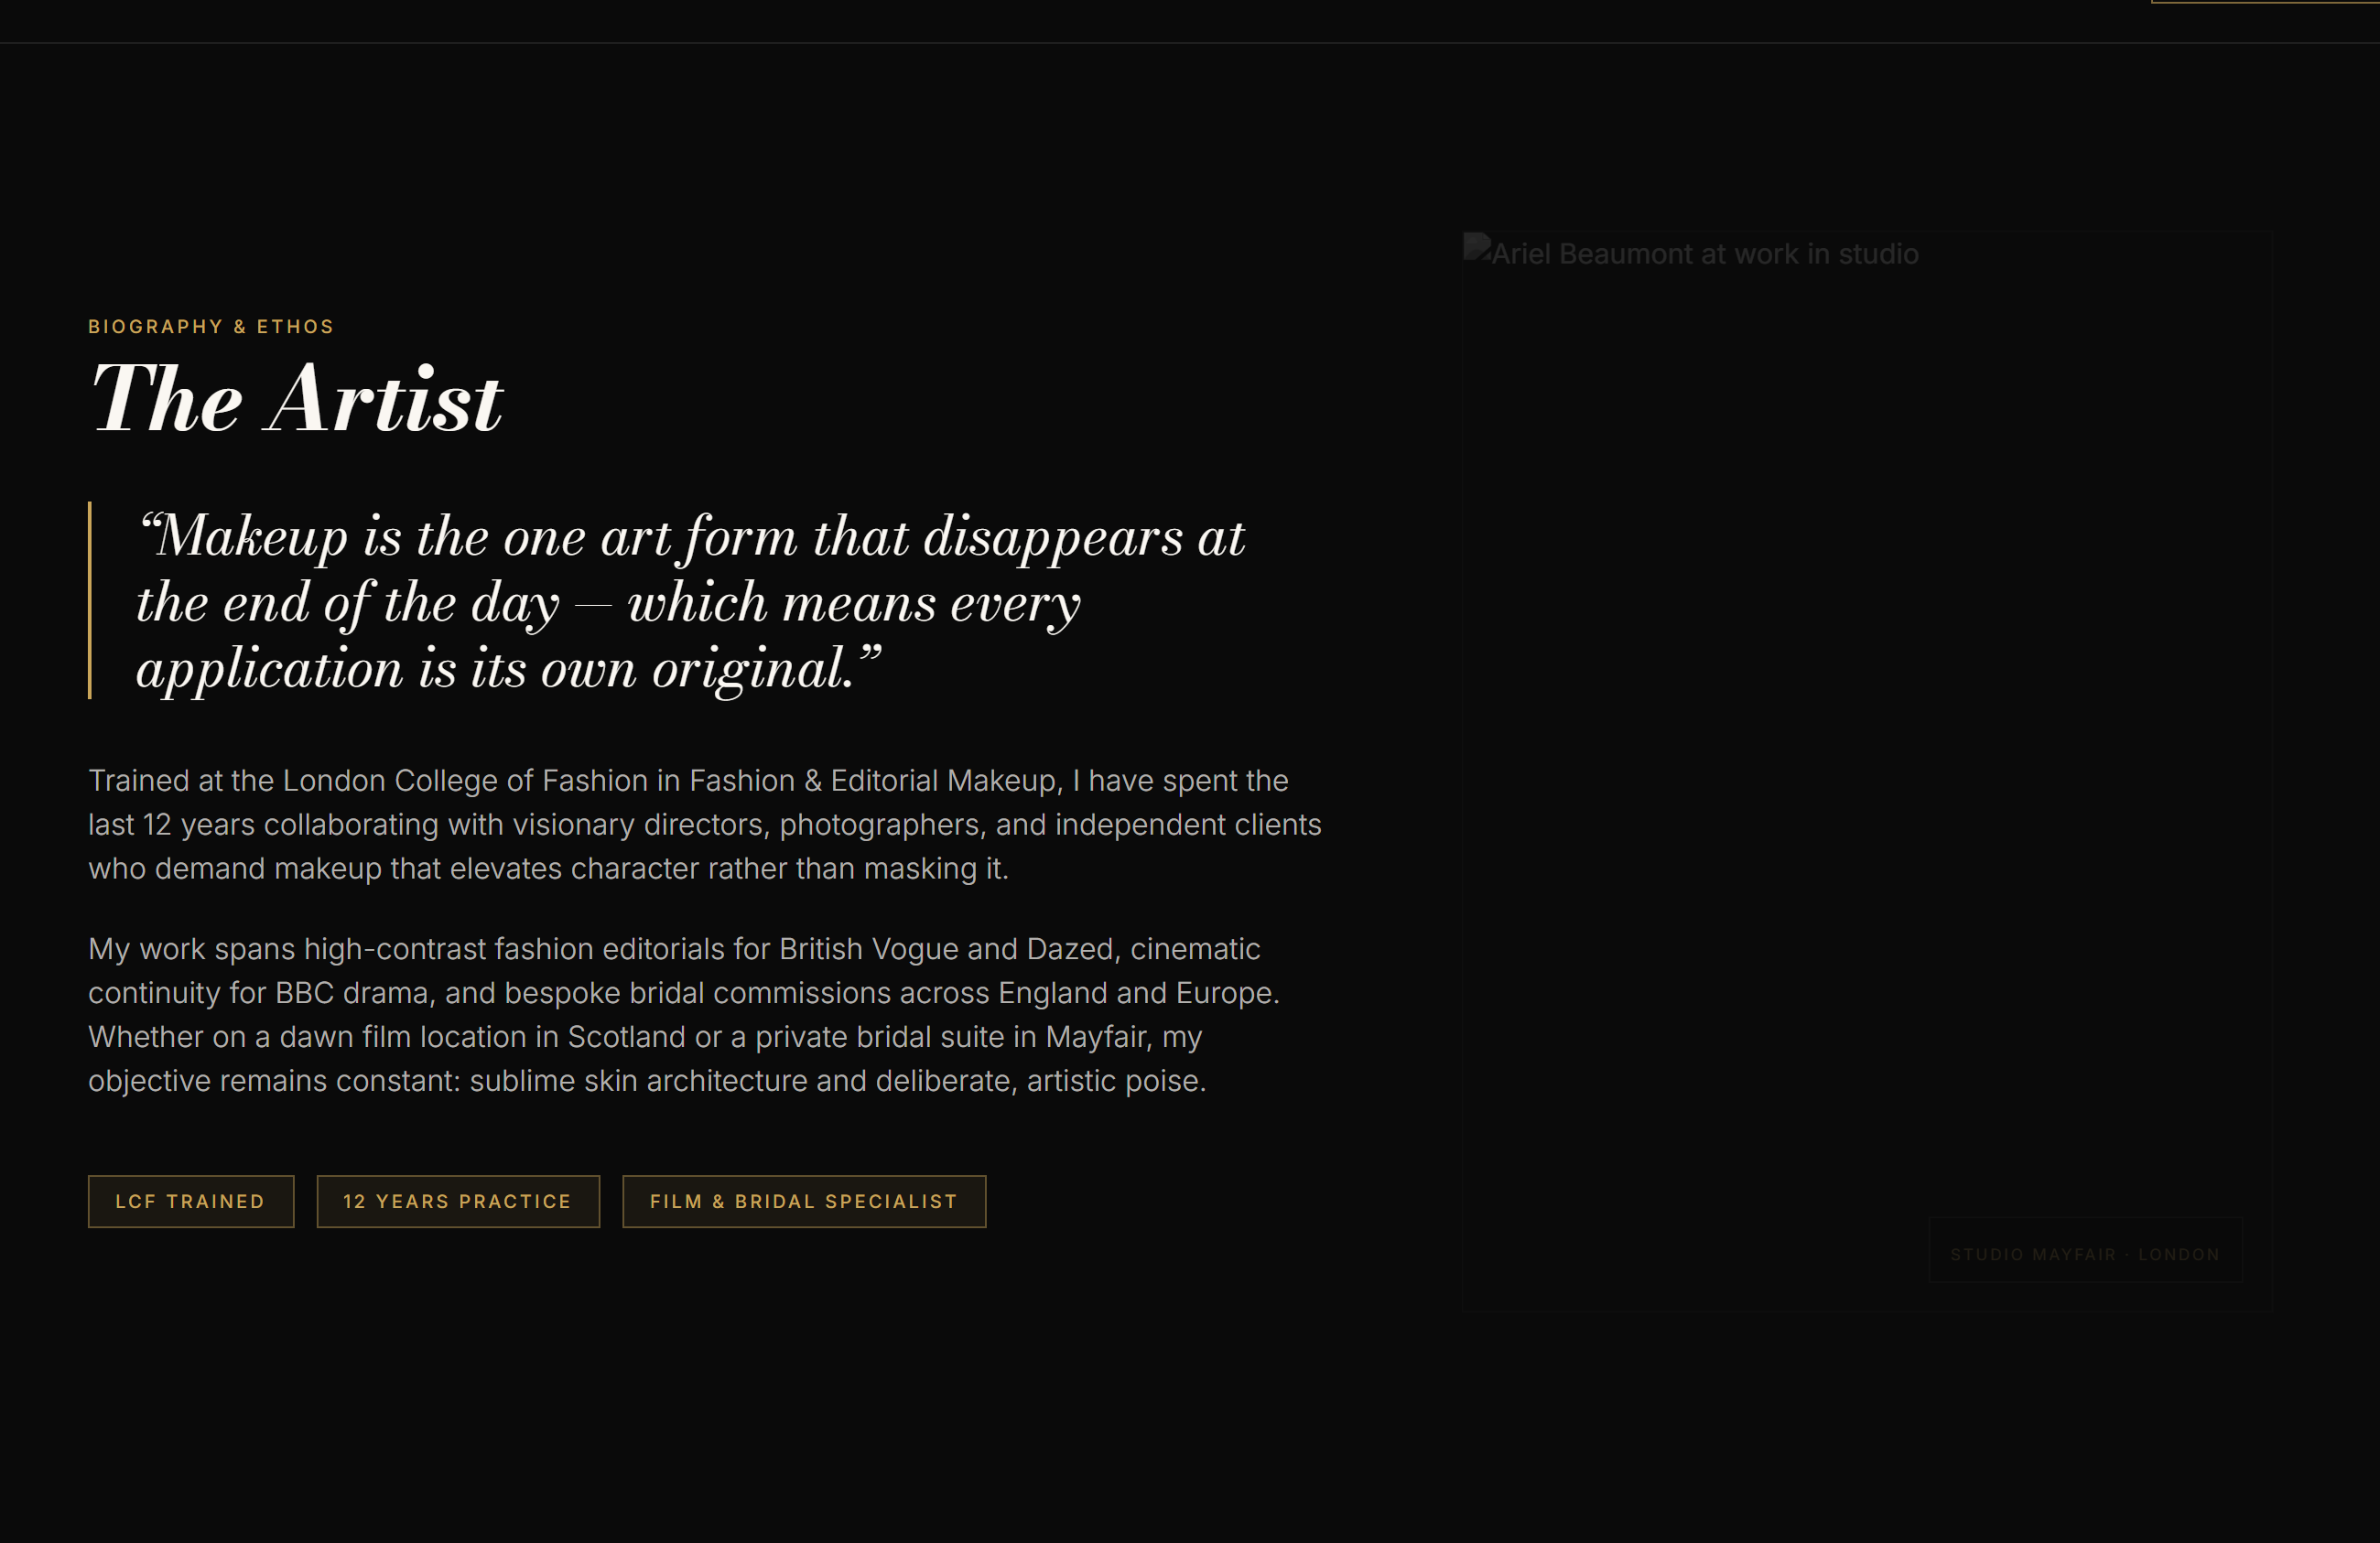 BIOGRAPHY & ETHOS
The Artist
“Makeup is the one art form that disappears at
the end of the day — which means every
application is its own original.”
Trained at the London College of Fashion in Fashion & Editorial Makeup, I have spent the
last 12 years collaborating with visionary directors, photographers, and independent clients
who demand makeup that elevates character rather than masking it.
My work spans high-contrast fashion editorials for British Vogue and Dazed, cinematic
continuity for BBC drama, and bespoke bridal commissions across England and Europe.
Whether on a dawn film location in Scotland or a private bridal suite in Mayfair, my
objective remains constant: sublime skin architecture and deliberate, artistic poise.
LCF TRAINED
12 YEARS PRACTICE
FILM & BRIDAL SPECIALIST
Ariel Beaumont at work in studio
STUDIO MAYFAIR · LONDON